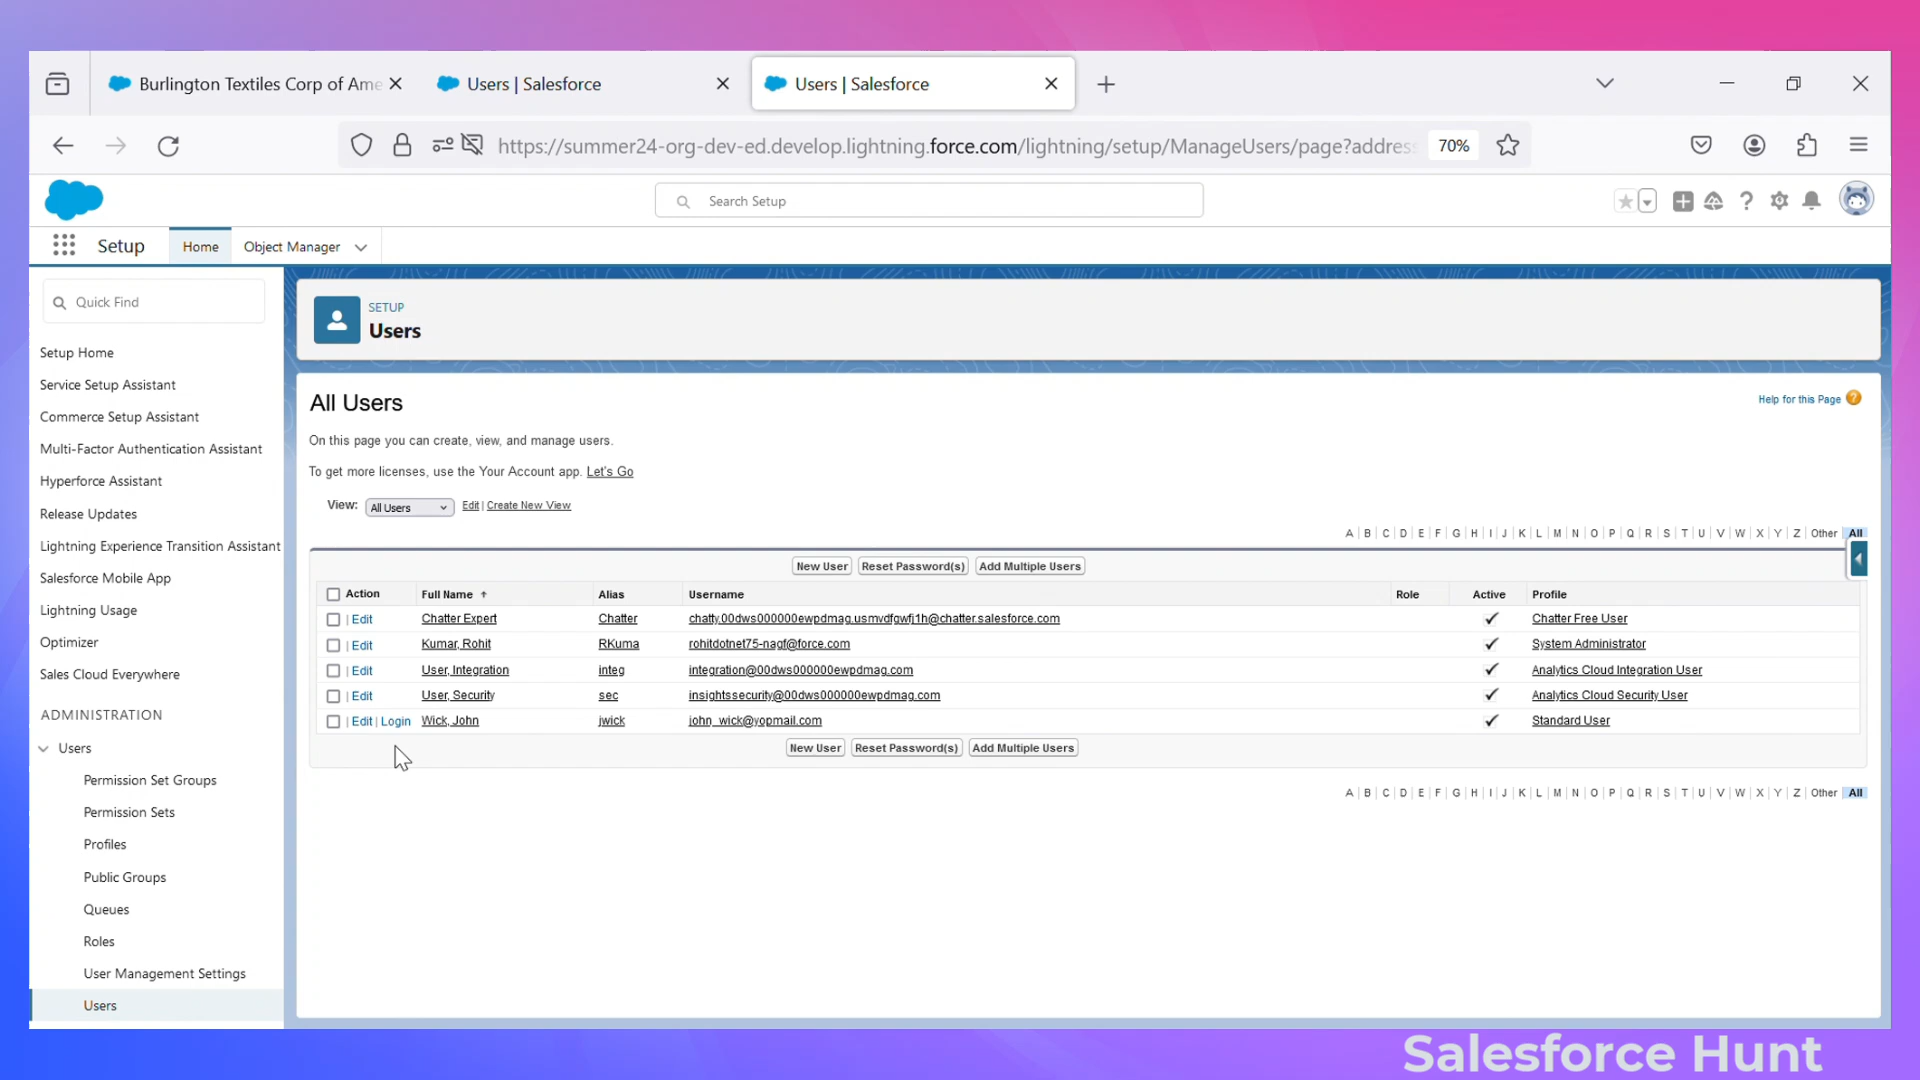 Burlington Textiles Corp of Ame
Users | Salesforce
Users | Salesforce
https://summer24-org-dev-ed.develop.lightning.force.com/lightning/setup/ManageUsers/page?address
70%
Search Setup
Setup
Home
Object Manager
Quick Find
Setup Home
Service Setup Assistant
Commerce Setup Assistant
Multi-Factor Authentication Assistant
Hyperforce Assistant
Release Updates
Lightning Experience Transition Assistant
Salesforce Mobile App
Lightning Usage
Optimizer
Sales Cloud Everywhere
ADMINISTRATION
Users
Permission Set Groups
Permission Sets
Profiles
Public Groups
Queues
Roles
User Management Settings
Users
SETUP
Users
All Users
Help for this Page ?
On this page you can create, view, and manage users.
To get more licenses, use the Your Account app. Let's Go
View: All Users Edit | Create New View
A | B | C | D | E | F | G | H | I | J | K | L | M | N | O | P | Q | R | S | T | U | V | W | X | Y | Z | Other All
New User Reset Password(s) Add Multiple Users
Action Full Name ↑ Alias Username Role Active Profile
| Edit Chatter Expert Chatter chatty.00dws000000ewpdmag.usmvdfgwfj1h@chatter.salesforce.com ✓ Chatter Free User
| Edit Kumar, Rohit RKuma rohitdotnet75-nagf@force.com ✓ System Administrator
| Edit User, Integration integ integration@00dws000000ewpdmag.com ✓ Analytics Cloud Integration User
| Edit User, Security sec insightssecurity@00dws000000ewpdmag.com ✓ Analytics Cloud Security User
| Edit | Login Wick, John jwick john_wick@yopmail.com ✓ Standard User
New User Reset Password(s) Add Multiple Users
A | B | C | D | E | F | G | H | I | J | K | L | M | N | O | P | Q | R | S | T | U | V | W | X | Y | Z | Other All
Salesforce Hunt